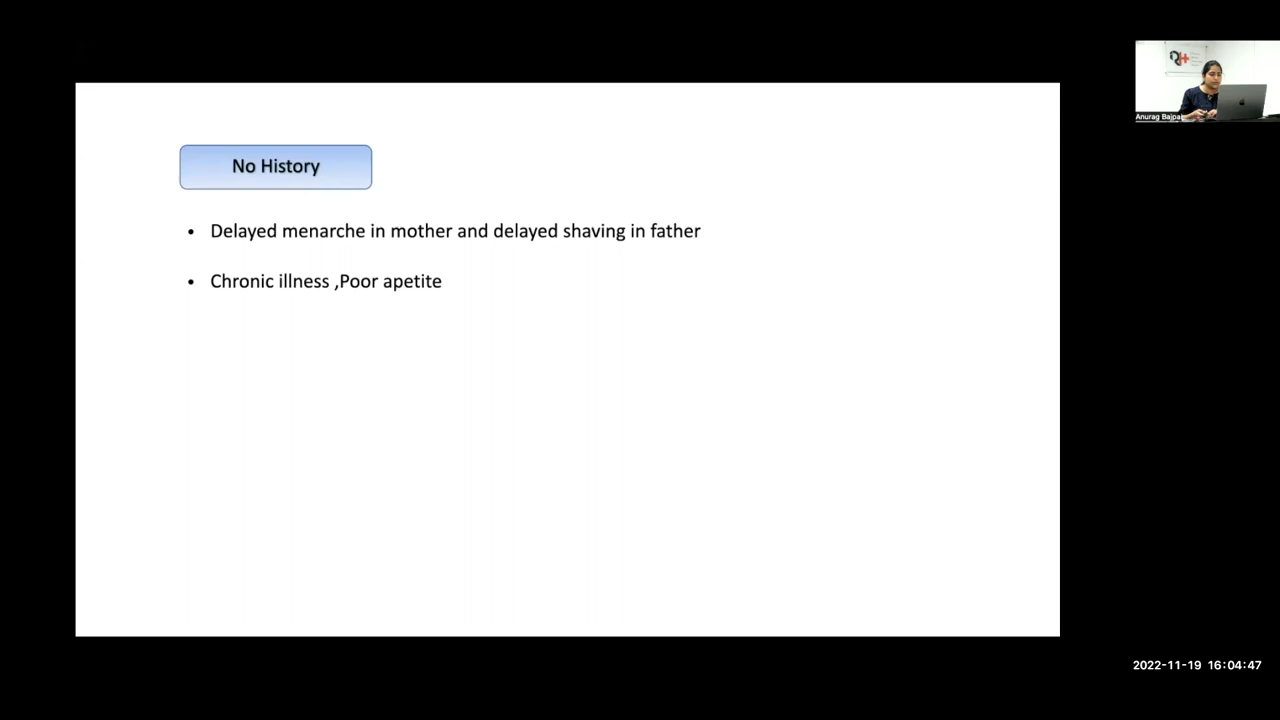 No History
• Delayed menarche in mother and delayed shaving in father
• Chronic illness ,Poor apetite
Anurag Bajpai
2022-11-19 16:04:47